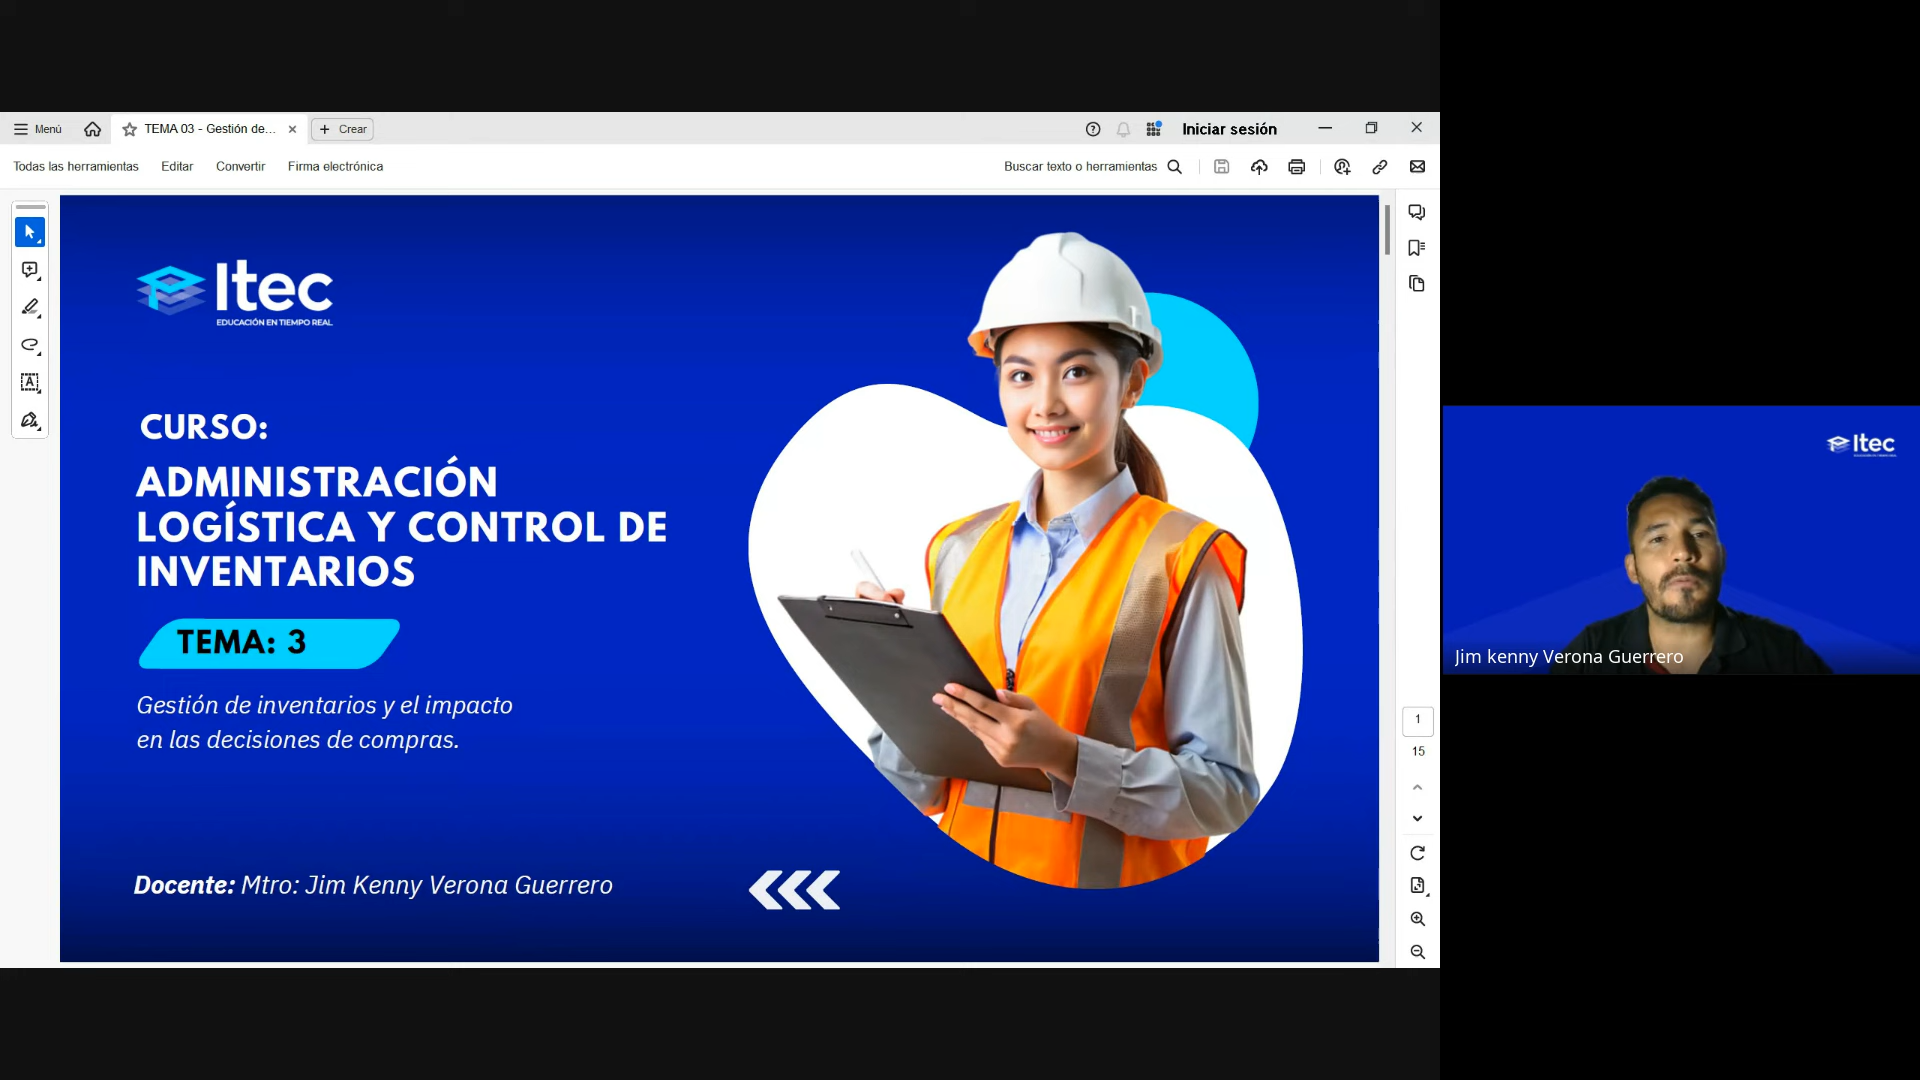 Menú
TEMA 03 - Gestión de...
Crear
Iniciar sesión
Todas las herramientas
Editar
Convertir
Firma electrónica
Buscar texto o herramientas
Itec
EDUCACIÓN EN TIEMPO REAL
CURSO:
ADMINISTRACIÓN
LOGÍSTICA Y CONTROL DE
INVENTARIOS
TEMA: 3
Gestión de inventarios y el impacto
en las decisiones de compras.
Docente: Mtro: Jim Kenny Verona Guerrero
1
15
Itec
Jim kenny Verona Guerrero